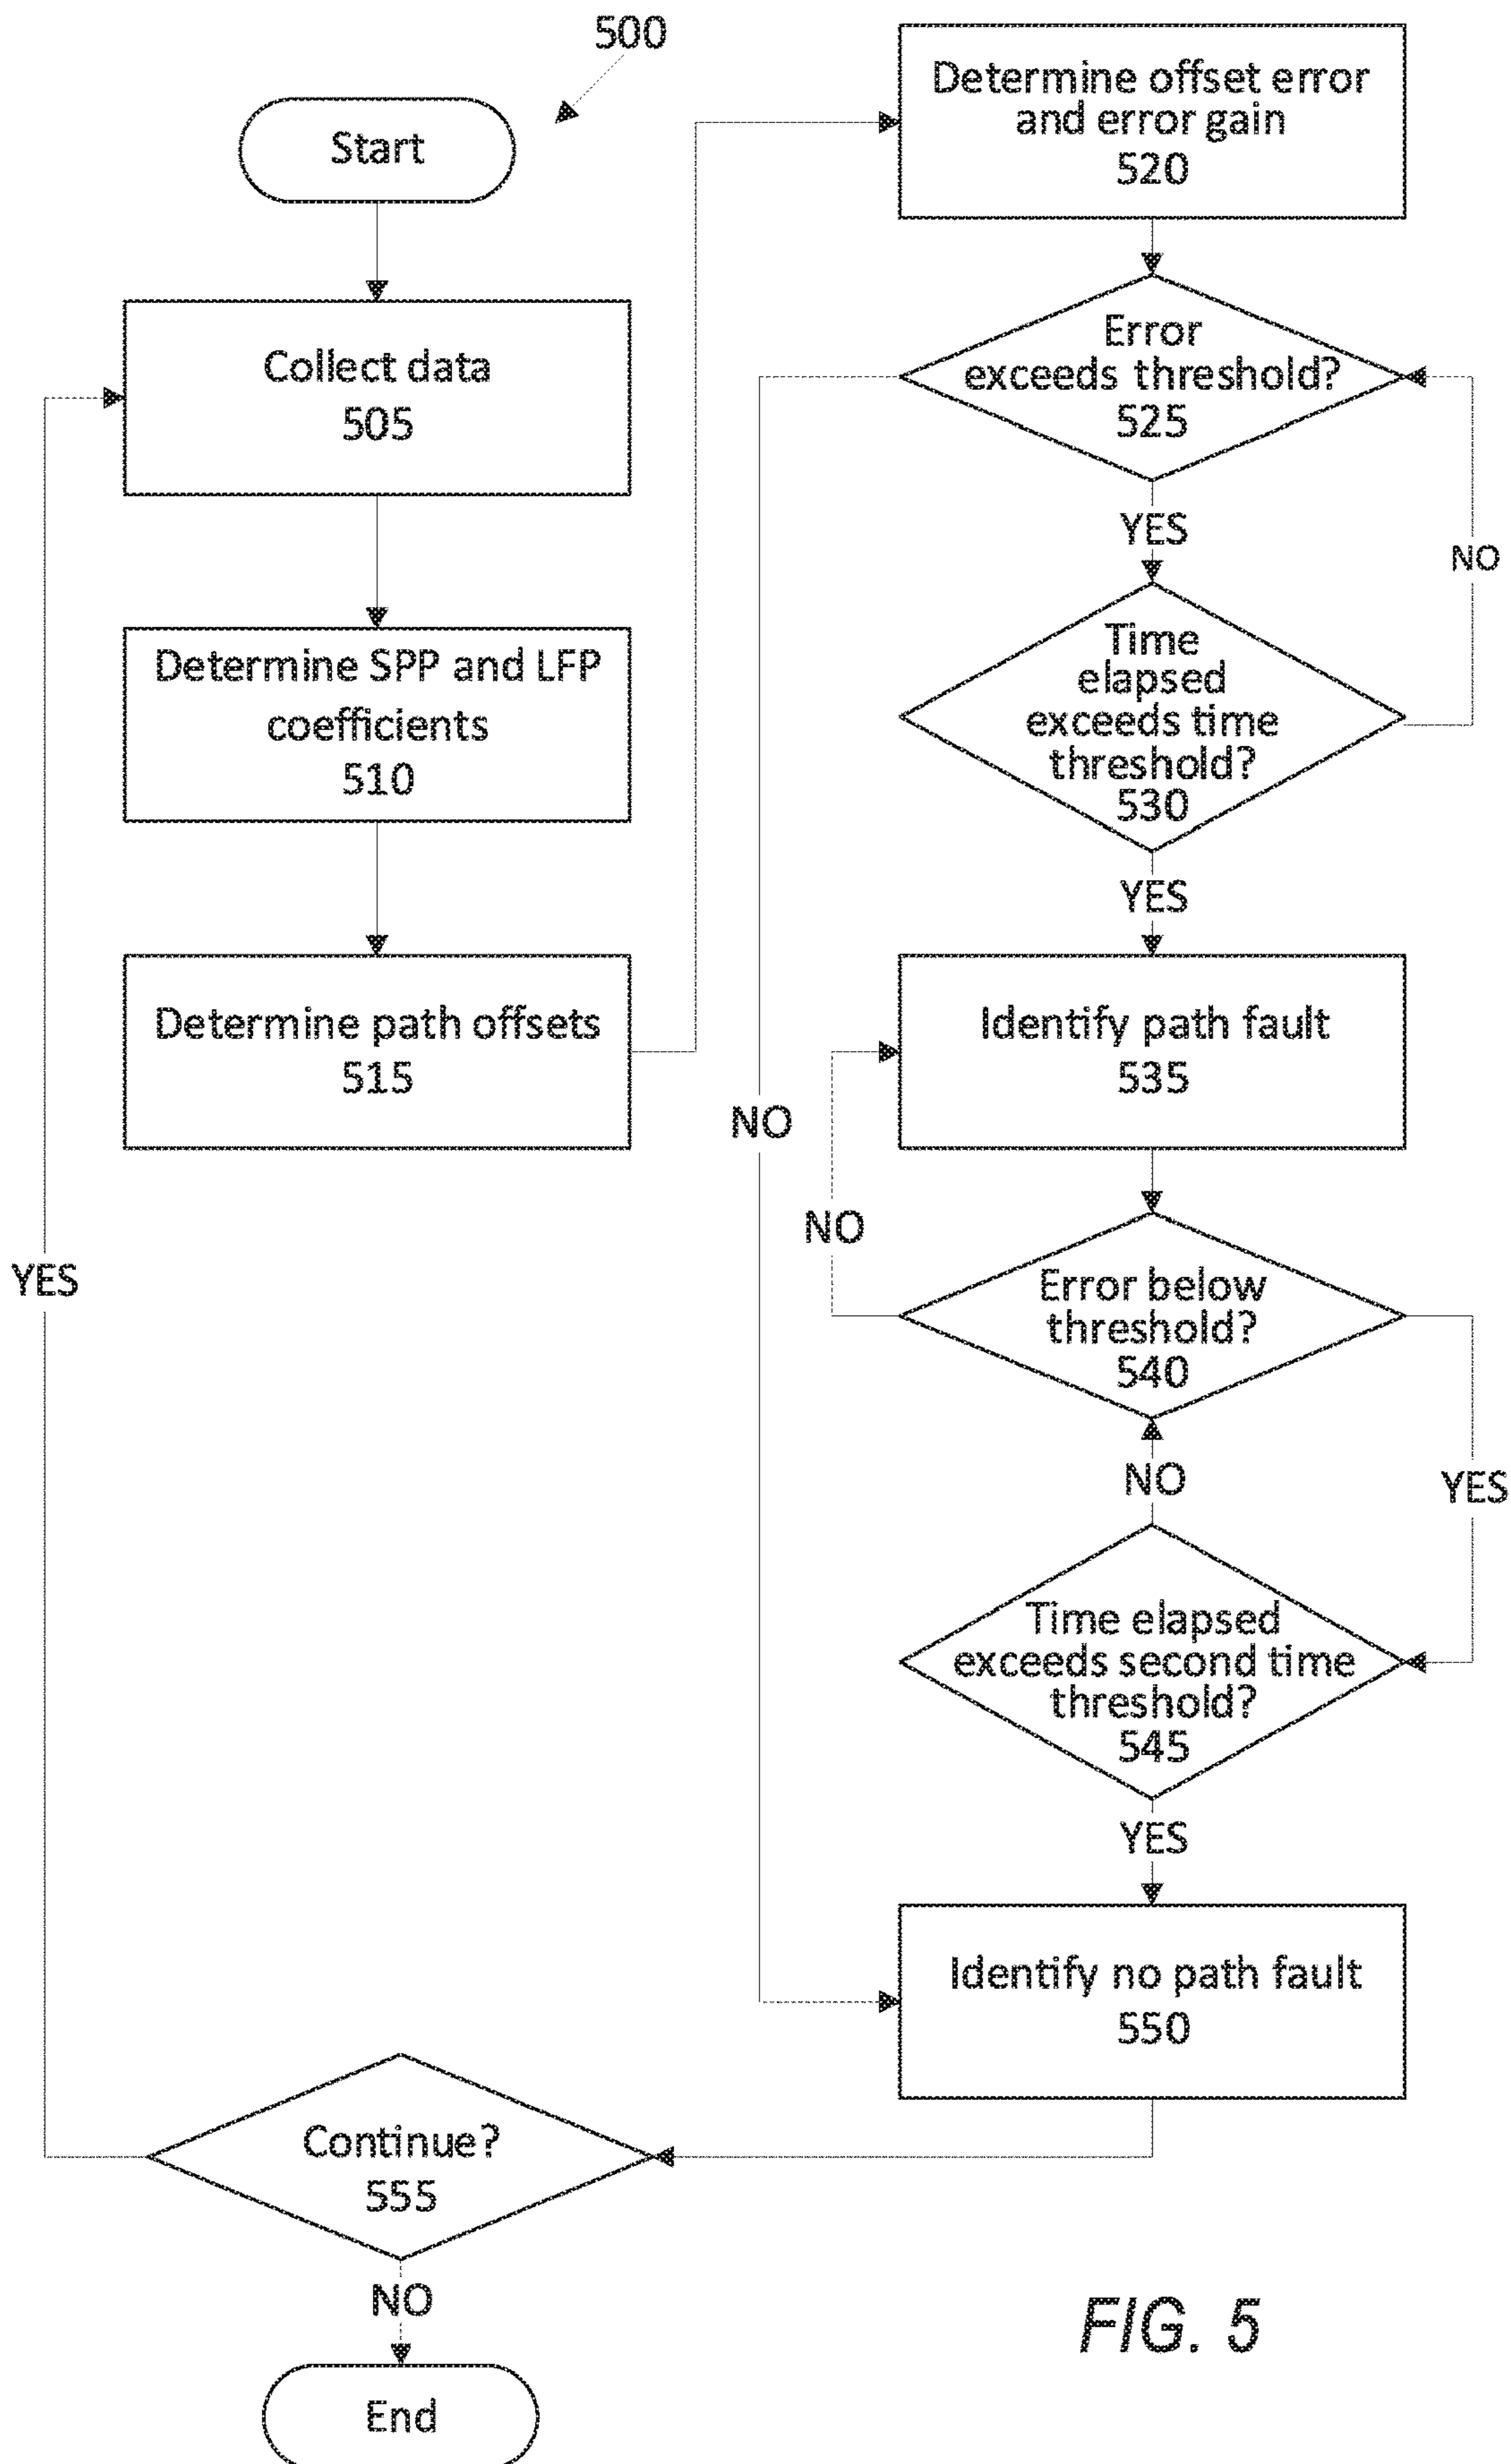 500
Start
Collect data
505
Determine SPP and LFP
coefficients
510
Determine path offsets
515
Determine offset error
and error gain
520
Error
exceeds threshold?
525
YES
NO
Time
elapsed
exceeds time
threshold?
530
YES
Identify path fault
535
NO
NO
Error below
threshold?
540
YES
NO
YES
Time elapsed
exceeds second time
threshold?
545
YES
Identify no path fault
550
Continue?
555
NO
End
FIG. 5